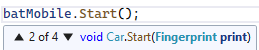 batMobile.Start();
▲ 2 of 4 ▼ void Car.Start(Fingerprint print)